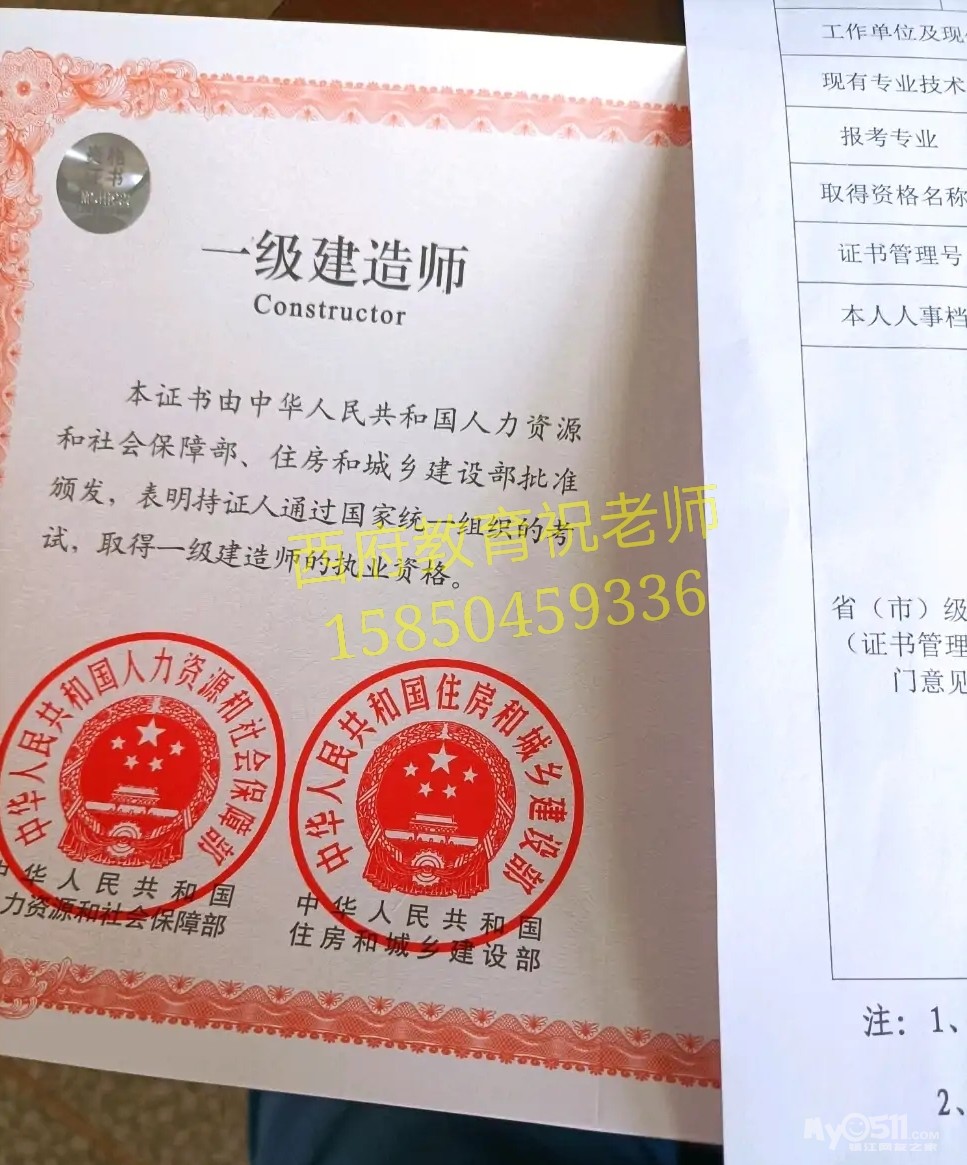 资格
证书
一级建造师
Constructor
本证书由中华人民共和国人力资源
和社会保障部、住房和城乡建设部批准
颁发，表明持证人通过国家统一组织的考
试，取得一级建造师的执业资格。
西府教育祝老师
15850459336
中华人民共和国人力资源和社会保障部
中华人民共和国住房和城乡建设部
中华人民共和国
力资源和社会保障部
中华人民共和国
住房和城乡建设部
工作单位及现
现有专业技术
报考专业
取得资格名称
证书管理号
本人人事档
省（市）级
（证书管理
门意见
注：1、
2、
My0511.COM